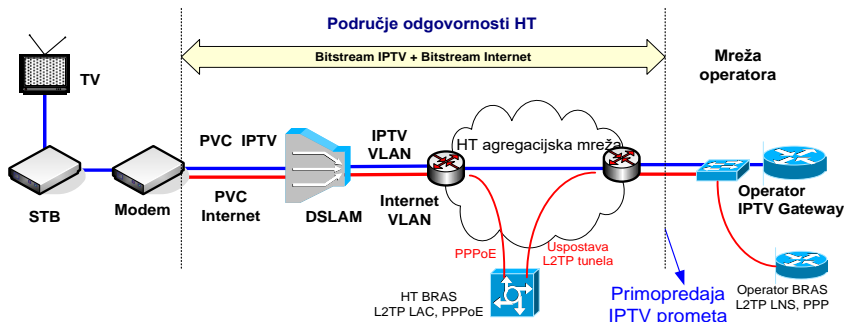 Područje odgovornosti HT
Bitstream IPTV + Bitstream Internet
Mreža
operatora
TV
PVC IPTV
IPTV
VLAN
HT agregacijska mreža
STB
Modem
PVC
Internet
DSLAM
Internet
VLAN
Operator
IPTV Gateway
PPPoE
Uspostava
L2TP tunela
HT BRAS
L2TP LAC, PPPoE
Primopredaja
IPTV prometa
Operator BRAS
L2TP LNS, PPP